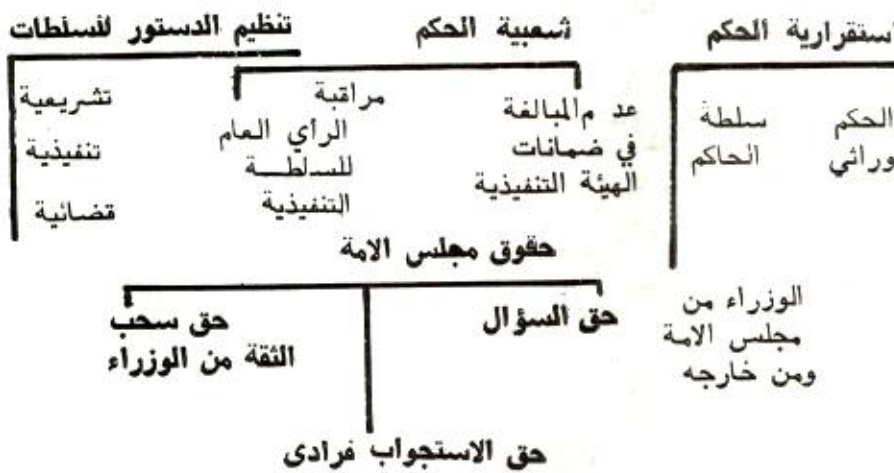 ستقرارية الحكم
الحكم
وراثي
سلطة
الحاكم
الوزراء من
مجلس الامة
ومن خارجه
شعبية الحكم
عد م المبالغة
في ضمانات
الهيئة التنفيذية
مراقبة
الرأي العام
للسلطة
التنفيذية
تنظيم الدستور للسلطات
تشريعية
تنفيذية
قضائية
حقوق مجلس الامة
حق السؤال
حق سحب
الثقة من الوزراء
حق الاستجواب فرادى